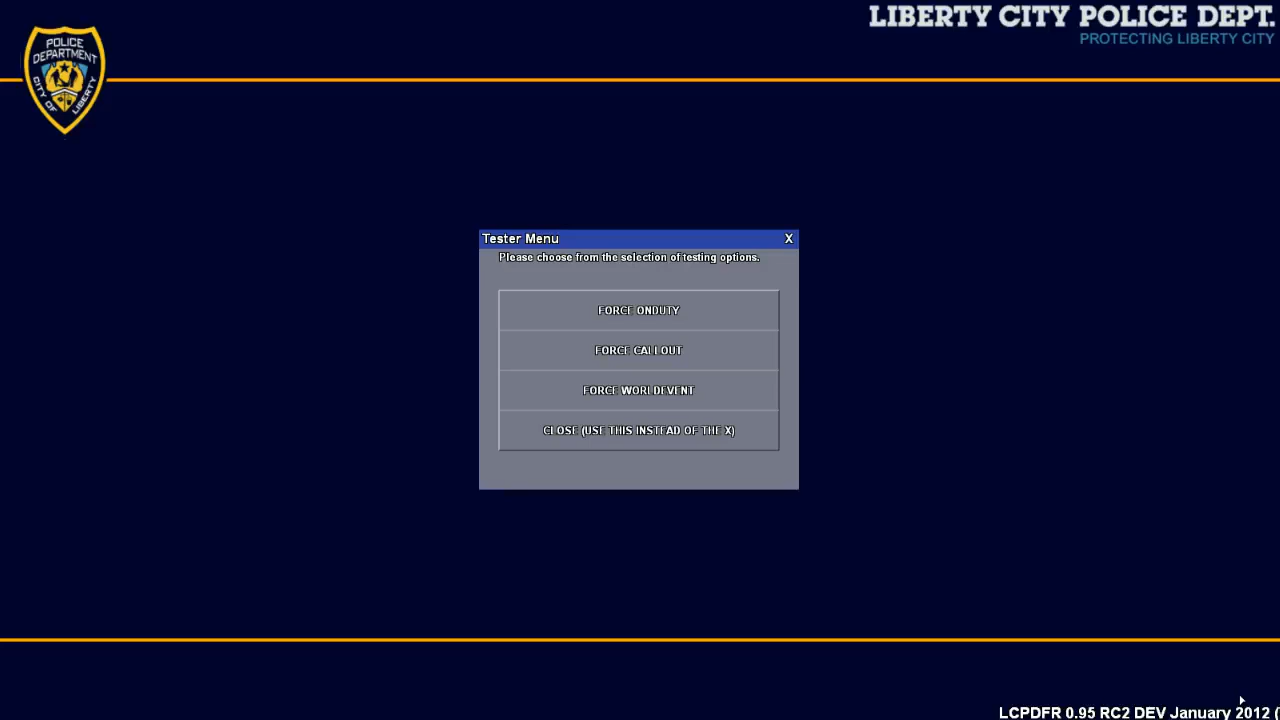 LIBERTY CITY POLICE DEPT.
PROTECTING LIBERTY CITY
POLICE
DEPARTMENT
CITY OF LIBERTY
Tester Menu X
Please choose from the selection of testing options.
FORCE ONDUTY
FORCE CALLOUT
FORCE WORLDEVENT
CLOSE (USE THIS INSTEAD OF THE X)
LCPDFR 0.95 RC2 DEV January 2012 (